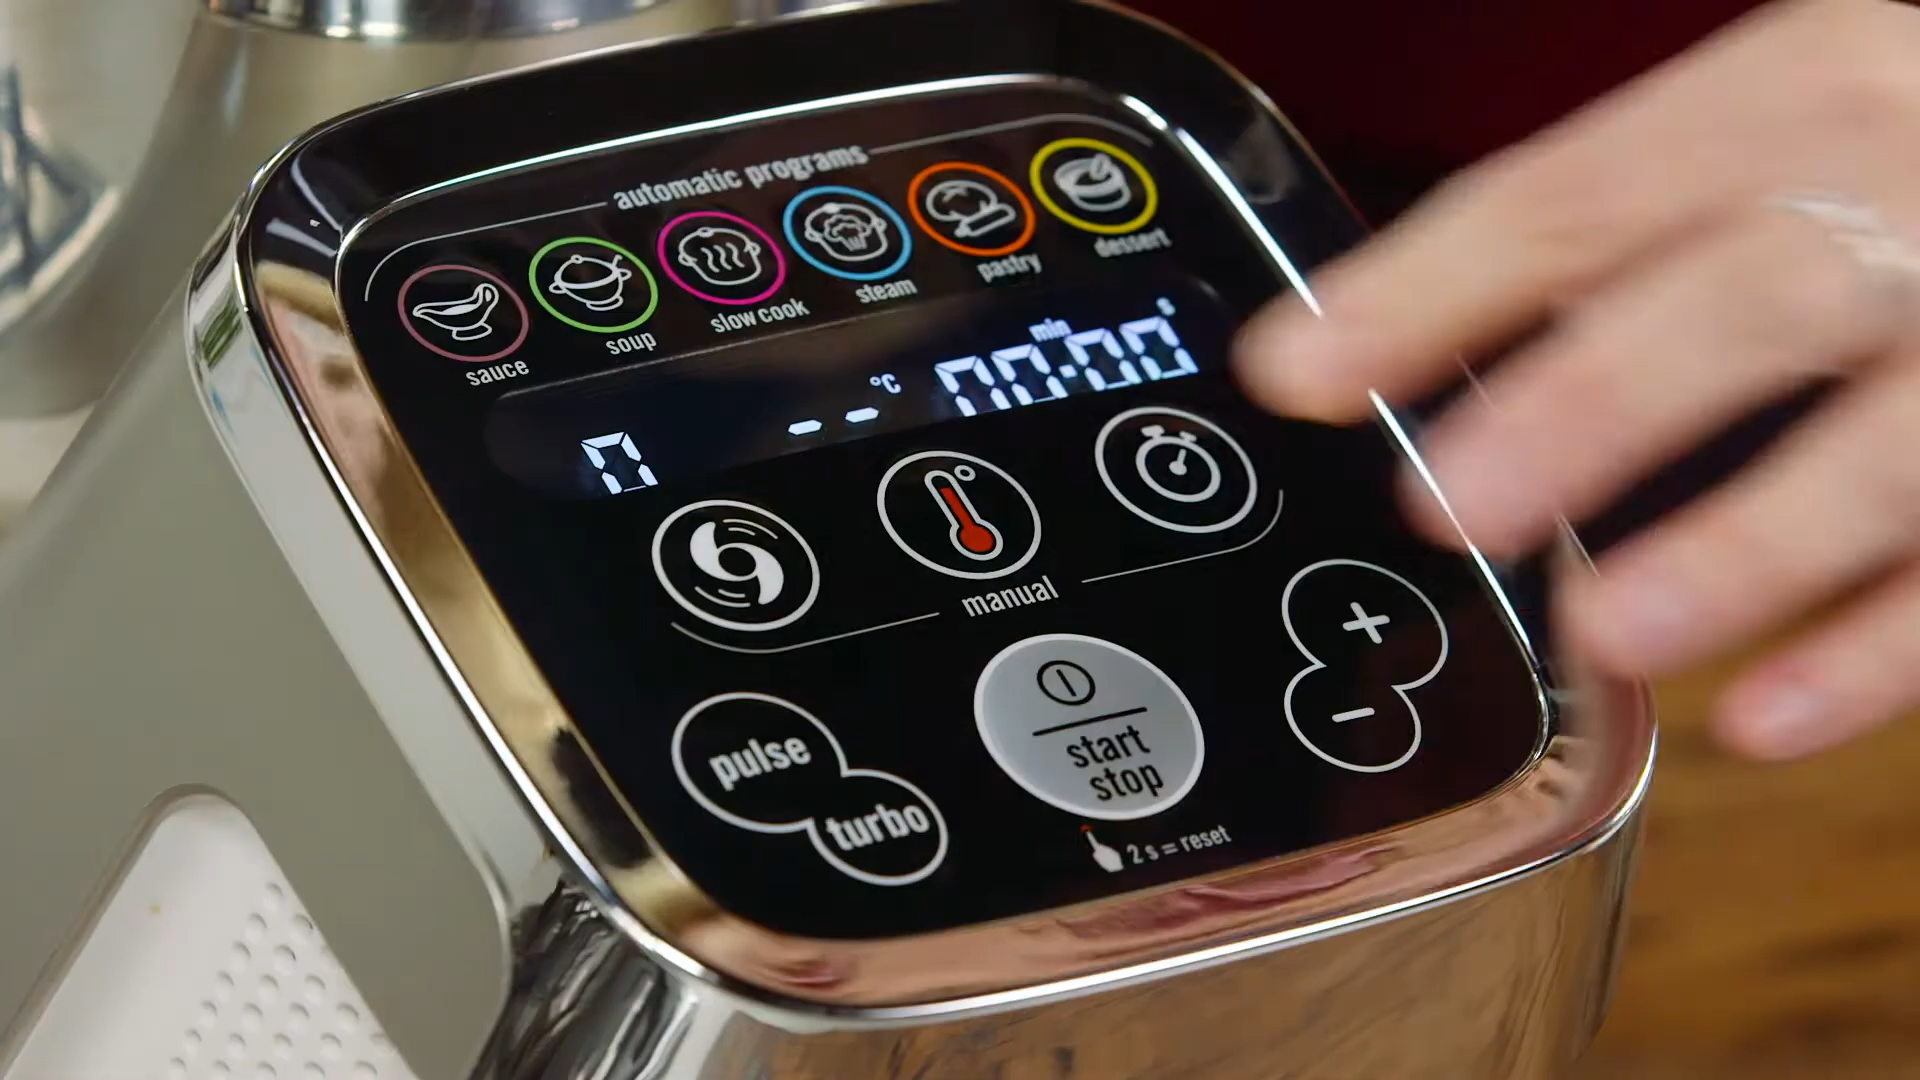 automatic programs
sauce
soup
slow cook
steam
pastry
dessert
0
-- °C
00:00
min
s
manual
pulse
turbo
start
stop
+
-
2 s = reset